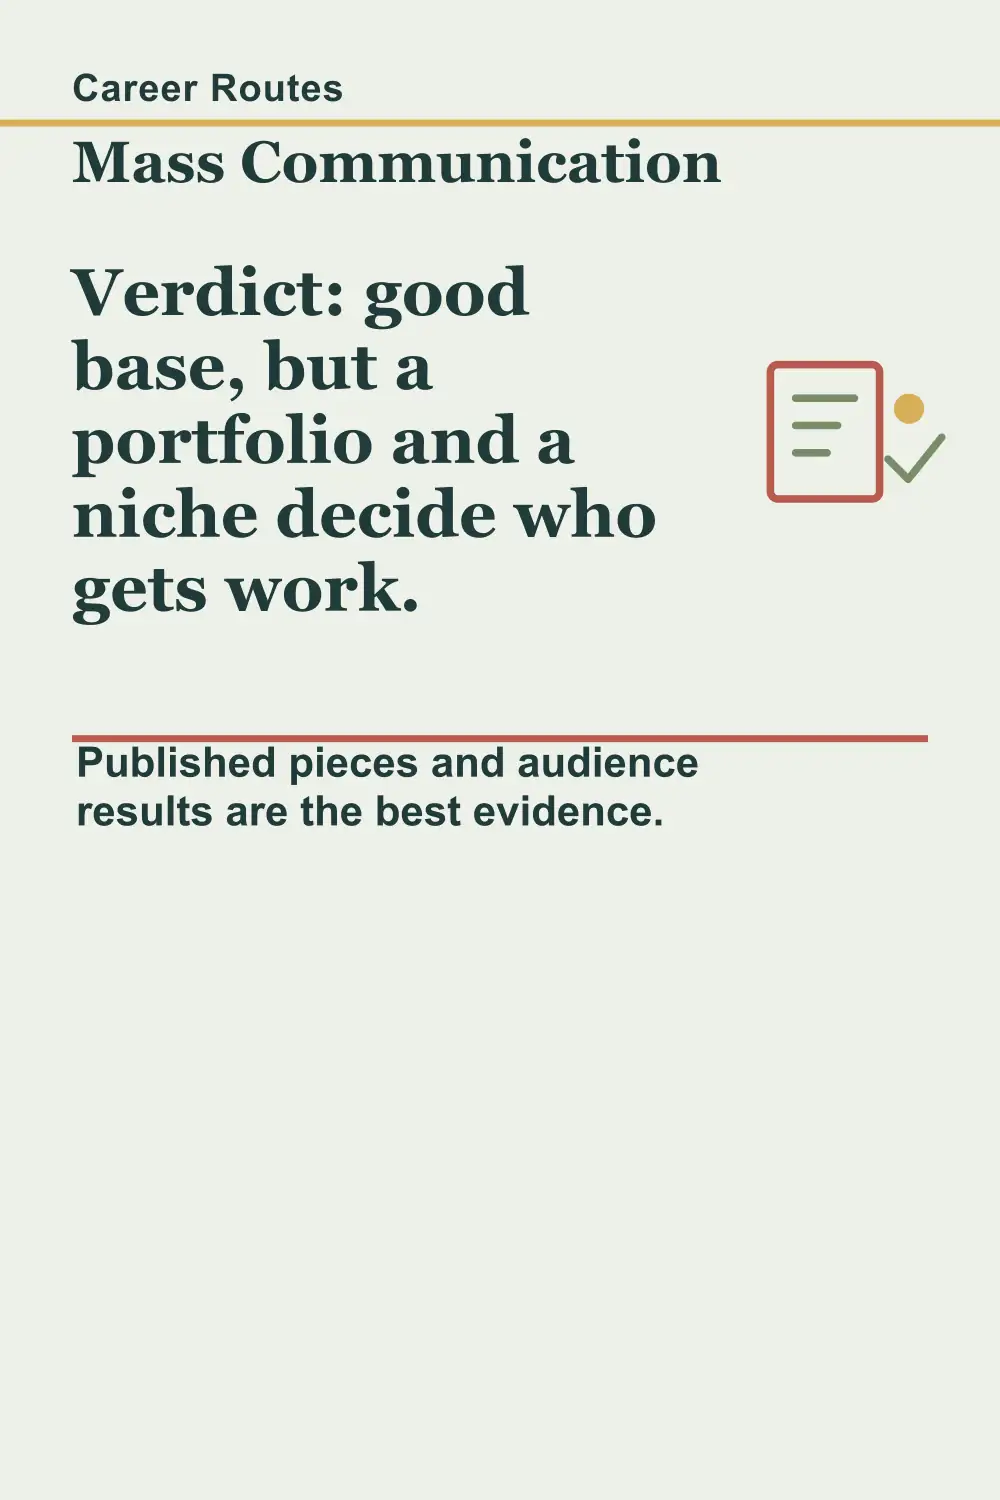 Career Routes
Mass Communication
Verdict: good
base, but a
portfolio and a
niche decide who
gets work.
Published pieces and audience
results are the best evidence.